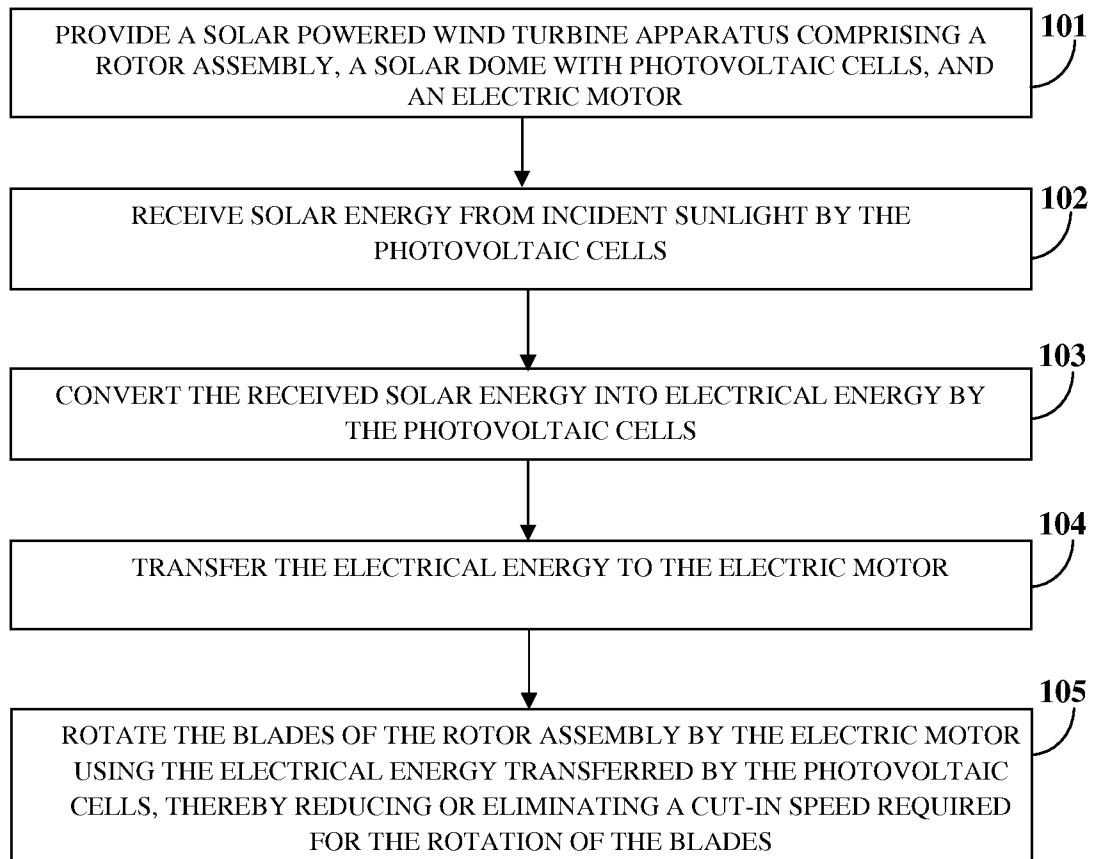 101
PROVIDE A SOLAR POWERED WIND TURBINE APPARATUS COMPRISING A
ROTOR ASSEMBLY, A SOLAR DOME WITH PHOTOVOLTAIC CELLS, AND
AN ELECTRIC MOTOR
102
RECEIVE SOLAR ENERGY FROM INCIDENT SUNLIGHT BY THE
PHOTOVOLTAIC CELLS
103
CONVERT THE RECEIVED SOLAR ENERGY INTO ELECTRICAL ENERGY BY
THE PHOTOVOLTAIC CELLS
104
TRANSFER THE ELECTRICAL ENERGY TO THE ELECTRIC MOTOR
105
ROTATE THE BLADES OF THE ROTOR ASSEMBLY BY THE ELECTRIC MOTOR
USING THE ELECTRICAL ENERGY TRANSFERRED BY THE PHOTOVOLTAIC
CELLS, THEREBY REDUCING OR ELIMINATING A CUT-IN SPEED REQUIRED
FOR THE ROTATION OF THE BLADES